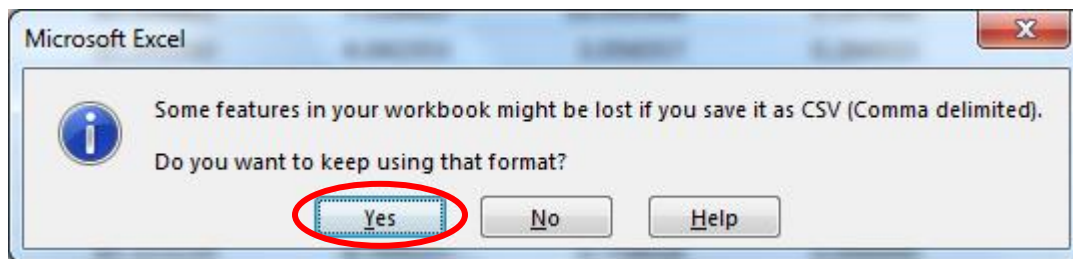 Microsoft Excel
Some features in your workbook might be lost if you save it as CSV (Comma delimited).
Do you want to keep using that format?
Yes No Help